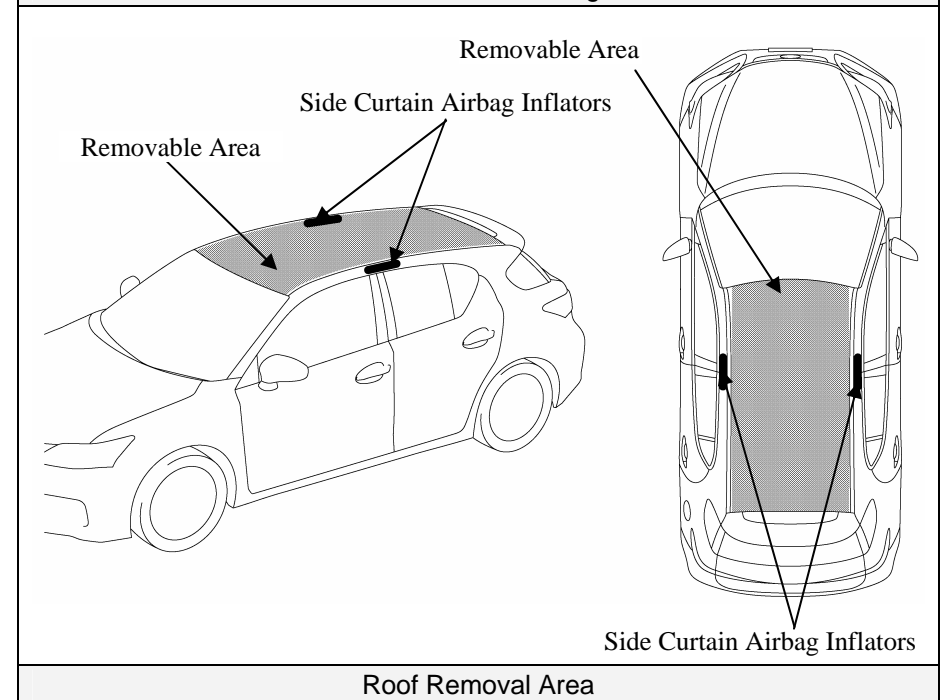 Removable Area
Side Curtain Airbag Inflators
Removable Area
Side Curtain Airbag Inflators
Roof Removal Area